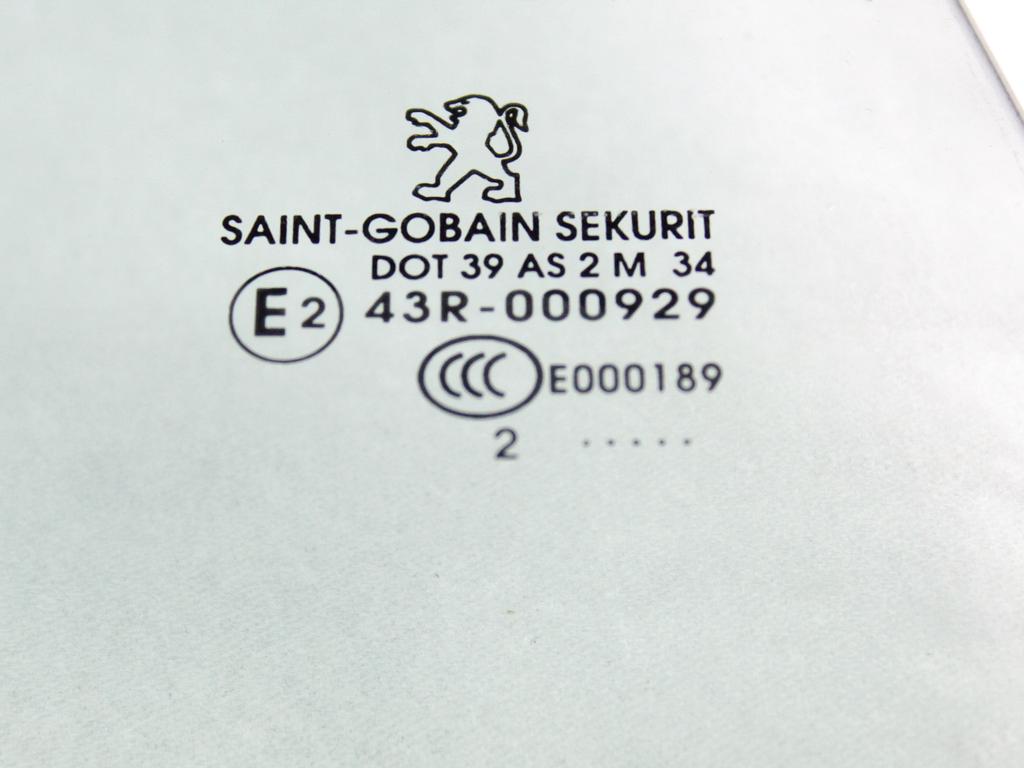 SAINT-GOBAIN SEKURIT
DOT 39 AS 2 M 34
E2 43R-000929
CCC E000189
2 .....